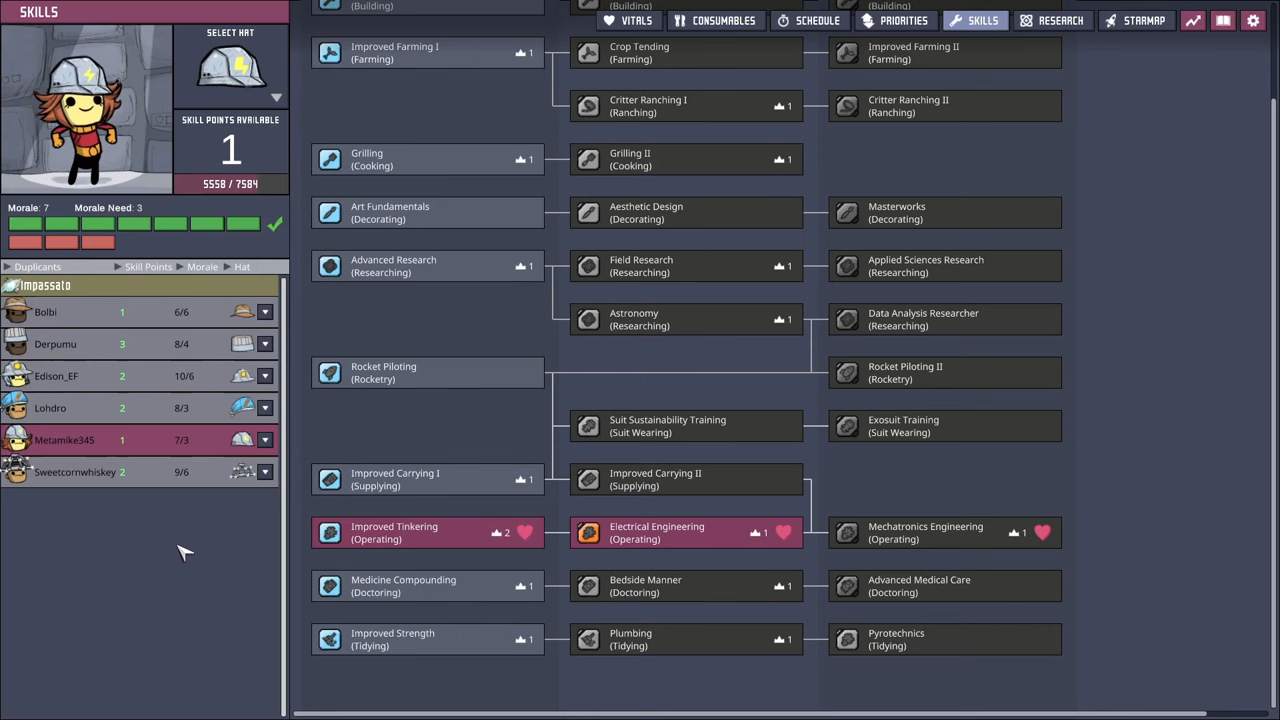 SKILLS
SELECT HAT
SKILL POINTS AVAILABLE
1
5558 / 7584
Morale: 7
Morale Need: 3
Duplicants
Skill Points
Morale
Hat
Impassato
Bolbi 1 6/6
Derpumu 3 8/4
Edison_EF 2 10/6
Lohdro 2 8/3
Metamike345 1 7/3
Sweetcornwhiskey 2 9/6
VITALS
CONSUMABLES
SCHEDULE
PRIORITIES
SKILLS
RESEARCH
STARMAP
(Building)
(Building)
(Building)
Improved Farming I
(Farming)
1
Crop Tending
(Farming)
Improved Farming II
(Farming)
Critter Ranching I
(Ranching)
1
Critter Ranching II
(Ranching)
Grilling
(Cooking)
1
Grilling II
(Cooking)
1
Art Fundamentals
(Decorating)
Aesthetic Design
(Decorating)
Masterworks
(Decorating)
Advanced Research
(Researching)
1
Field Research
(Researching)
1
Applied Sciences Research
(Researching)
Astronomy
(Researching)
1
Data Analysis Researcher
(Researching)
Rocket Piloting
(Rocketry)
Rocket Piloting II
(Rocketry)
Suit Sustainability Training
(Suit Wearing)
Exosuit Training
(Suit Wearing)
Improved Carrying I
(Supplying)
1
Improved Carrying II
(Supplying)
Improved Tinkering
(Operating)
2
Electrical Engineering
(Operating)
1
Mechatronics Engineering
(Operating)
1
Medicine Compounding
(Doctoring)
1
Bedside Manner
(Doctoring)
1
Advanced Medical Care
(Doctoring)
Improved Strength
(Tidying)
1
Plumbing
(Tidying)
1
Pyrotechnics
(Tidying)